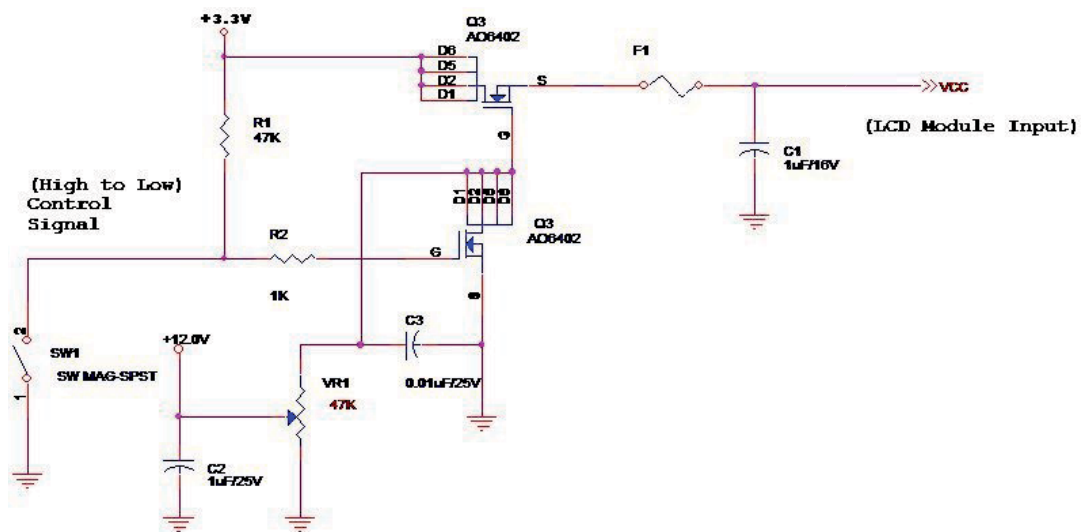 +3.3V
Q3
AO6402
D6
D5
D2
D1
S
G
F1
VCC
(LCD Module Input)
C1
1uF/16V
R1
47K
(High to Low)
Control
Signal
D1
D2
Q3
AO6402
R2
1K
G
S
2
1
SW1
SW MAG-SPST
+12.0V
C3
0.01uF/25V
VR1
47K
C2
1uF/25V